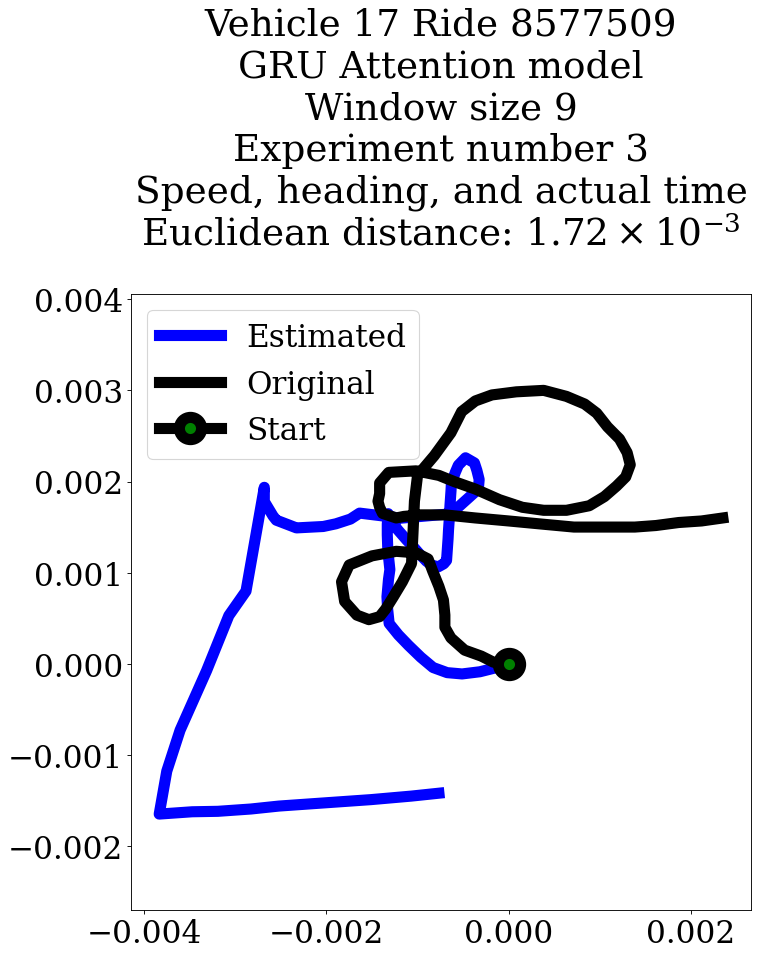 Vehicle 17 Ride 8577509
GRU Attention model
Window size 9
Experiment number 3
Speed, heading, and actual time
Euclidean distance: 1.72 × 10⁻³
0.004
Estimated
0.003
Original
Start
0.002
0.001
0.000
−0.001
−0.002
−0.004 −0.002 0.000 0.002